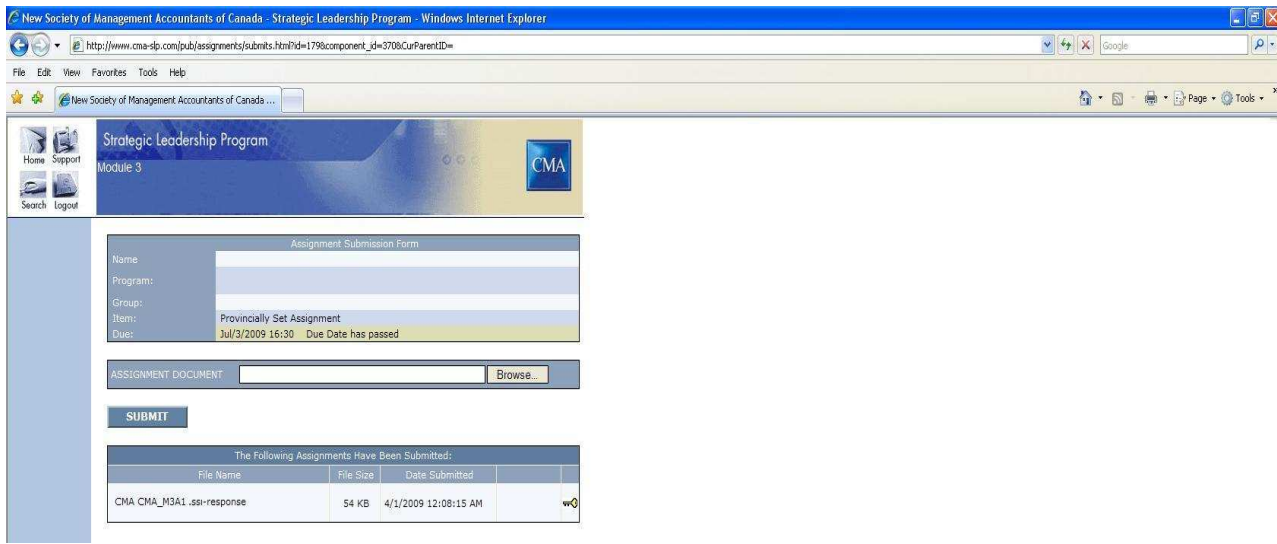 New Society of Management Accountants of Canada - Strategic Leadership Program - Windows Internet Explorer
http://www.cma-slp.com/pub/assignments/submits.html?id=179&component_id=370&CurParentID=
Google
File Edit View Favorites Tools Help
New Society of Management Accountants of Canada ...
Page Tools
Home Support
Search Logout
Strategic Leadership Program
Module 3
CMA
Assignment Submission Form
Name
Program:
Group:
Item: Provincially Set Assignment
Due: Jul/3/2009 16:30 Due Date has passed
ASSIGNMENT DOCUMENT Browse...
SUBMIT
The Following Assignments Have Been Submitted:
File Name File Size Date Submitted
CMA CMA_M3A1 .ssi-response 54 KB 4/1/2009 12:08:15 AM